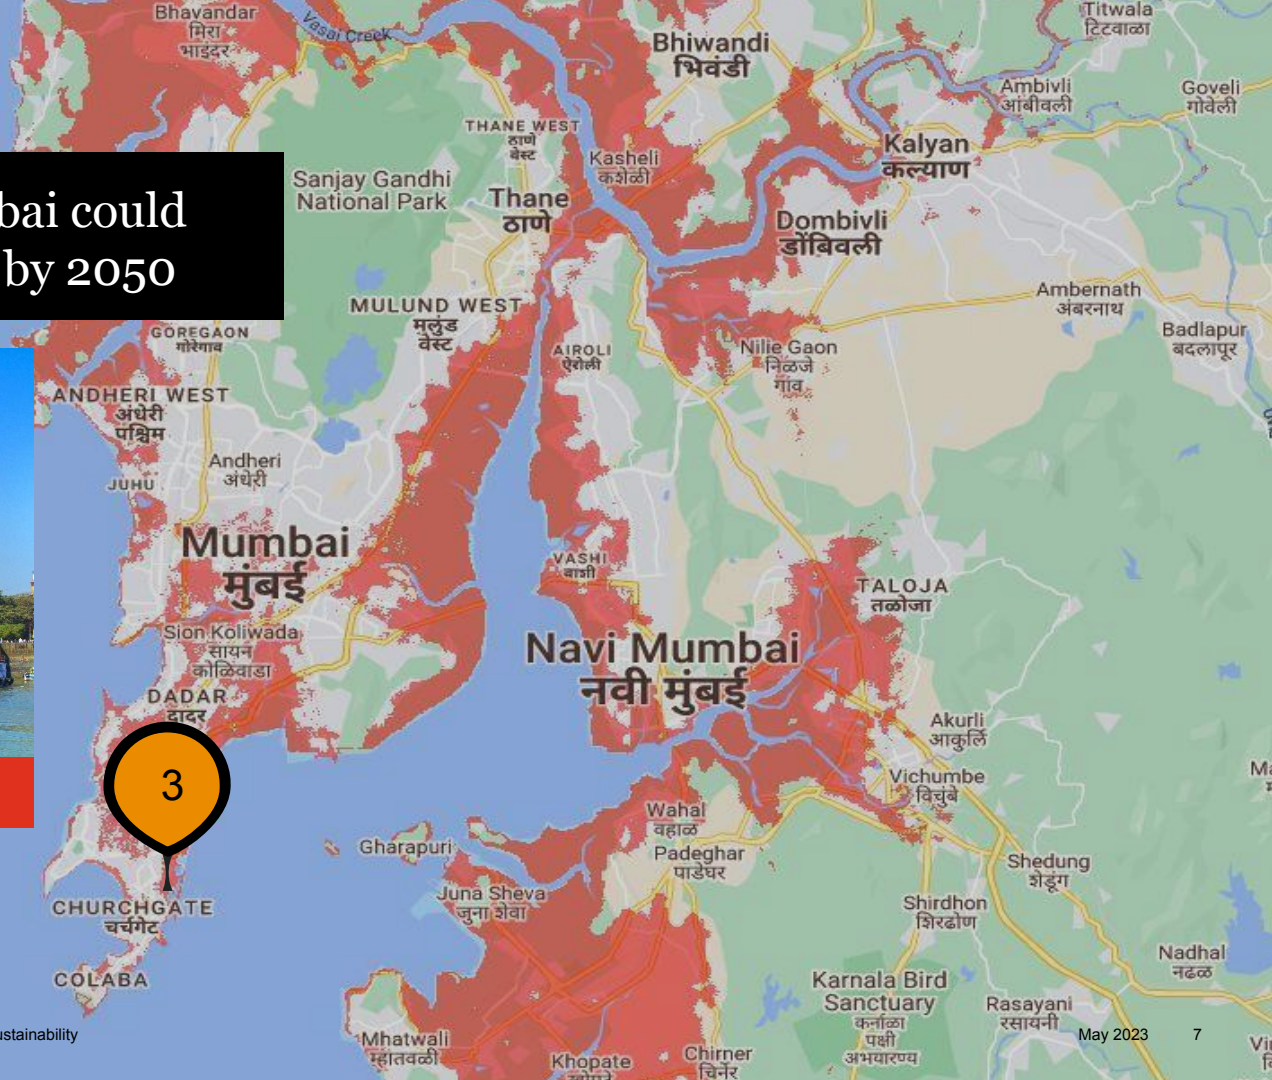 Bhayandar
मिरा
भाईंदर
Vasai Creek
Titwala
टिटवाळा
Bhiwandi
भिवंडी
Ambivli
आंबीवली
Goveli
गोवेली
THANE WEST
ठाणे
वेस्ट
Kasheli
कशेळी
Kalyan
कल्याण
Sanjay Gandhi
National Park
Thane
ठाणे
bai could
by 2050
Dombivli
डोंबिवली
Ambernath
अंबरनाथ
MULUND WEST
मुलुंड
वेस्ट
GOREGAON
गोरेगाव
AIROLI
ऐरोली
Nilje Gaon
निळजे
गाव
Badlapur
बदलापूर
ANDHERI WEST
अंधेरी
पश्चिम
Andheri
अंधेरी
JUHU
Mumbai
मुंबई
VASHI
वाशी
TALOJA
तळोजा
Sion Koliwada
सायन
कोळिवाडा
Navi Mumbai
नवी मुंबई
DADAR
दादर
Akurli
आकुर्लि
3
Vichumbe
विचुंबे
Wahal
वहाळ
Padeghar
पाडेघर
Gharapuri
Shedung
शेडूंग
Juna Sheva
जुना शेवा
CHURCHGATE
चर्चगेट
Shirdhon
शिरढोण
COLABA
Nadhal
नढळ
Karnala Bird
Sanctuary
कर्नाळा
पक्षी
अभयारण्य
Rasayani
रसायनी
ustainability
May 2023
7
Mhatwali
म्हातवळी
Khopate
Chirner
चिर्नेर